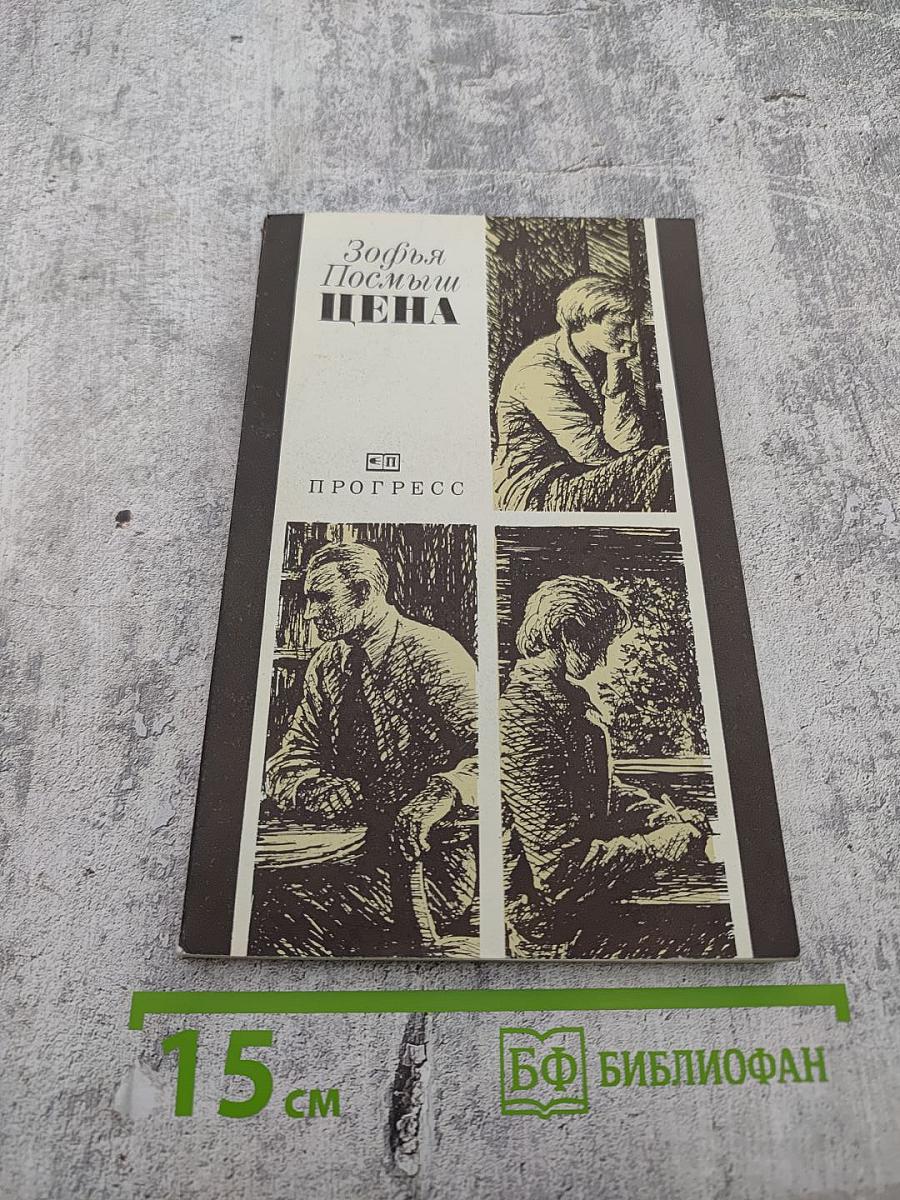 Зофья
Посмыш
ЦЕНА
ПРОГРЕСС
15 см
БФ БИБЛИОФАН